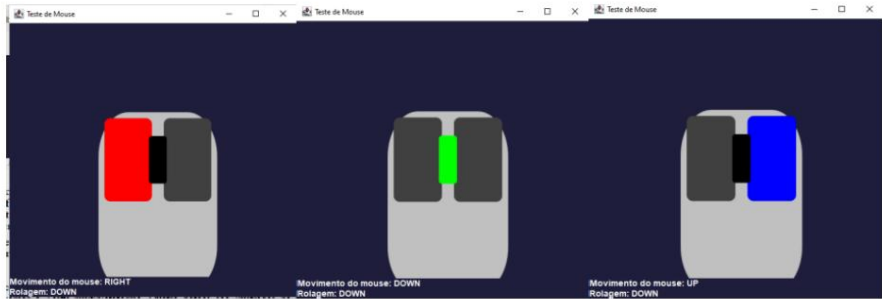 Teste de Mouse
Movimento do mouse: RIGHT
Rolagem: DOWN
Teste de Mouse
Movimento do mouse: DOWN
Rolagem: DOWN
Teste de Mouse
Movimento do mouse: UP
Rolagem: DOWN